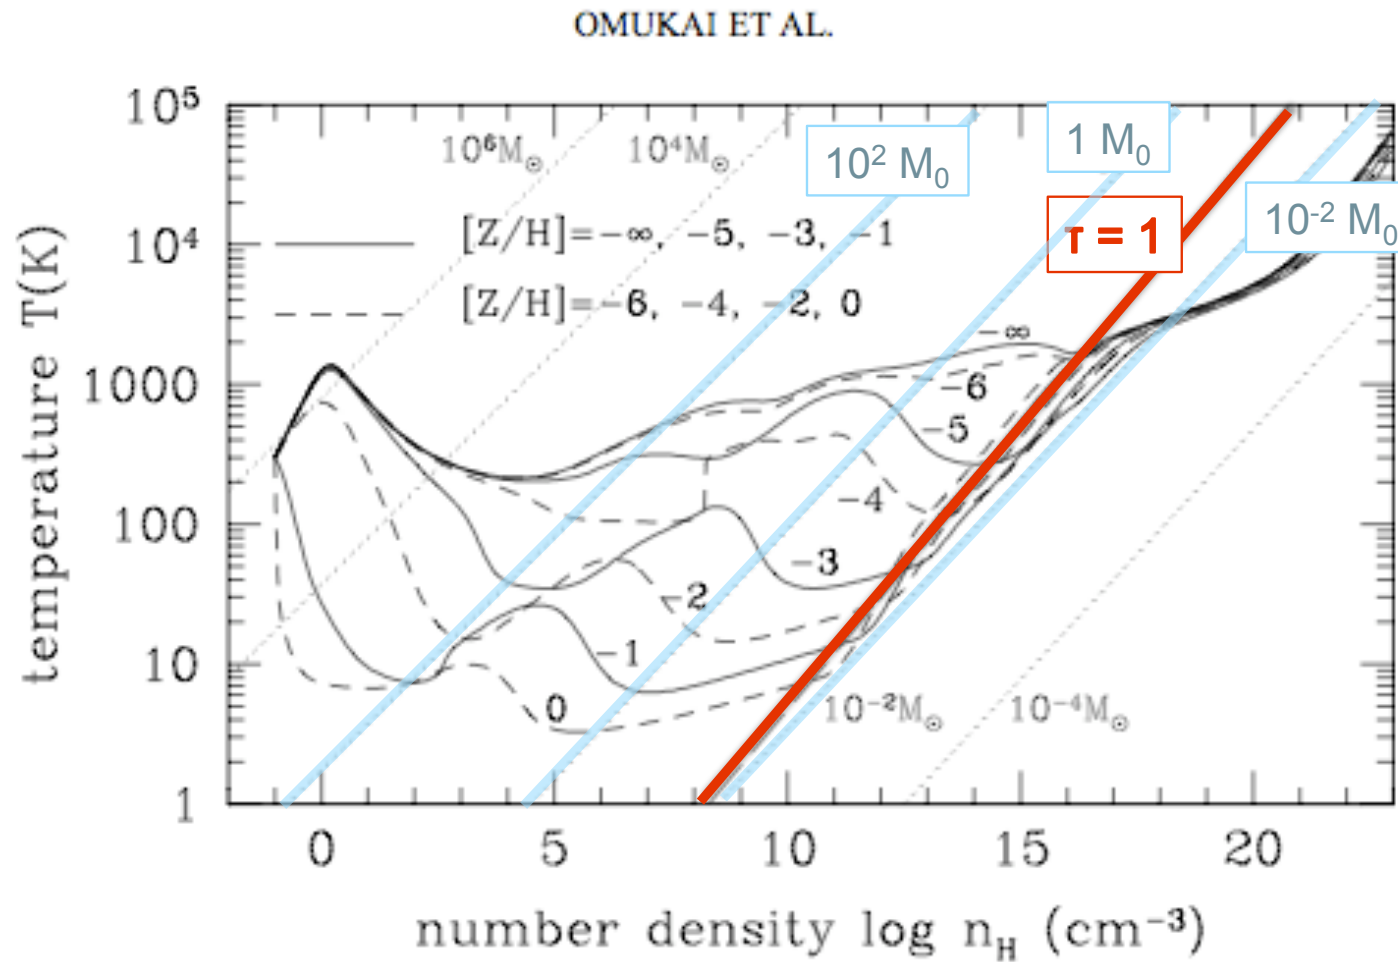 OMUKAI ET AL.
10⁵
10⁴
1000
100
10
1
temperature T(K)
10⁶M☉
10⁴M☉
10² M₀
1 M₀
τ = 1
10⁻² M₀
[Z/H]=−∞, −5, −3, −1
[Z/H]=−6, −4, −2, 0
−∞
−6
−5
−4
−3
−2
−1
0
10⁻²M☉
10⁻⁴M☉
0 5 10 15 20
number density log n_H (cm⁻³)